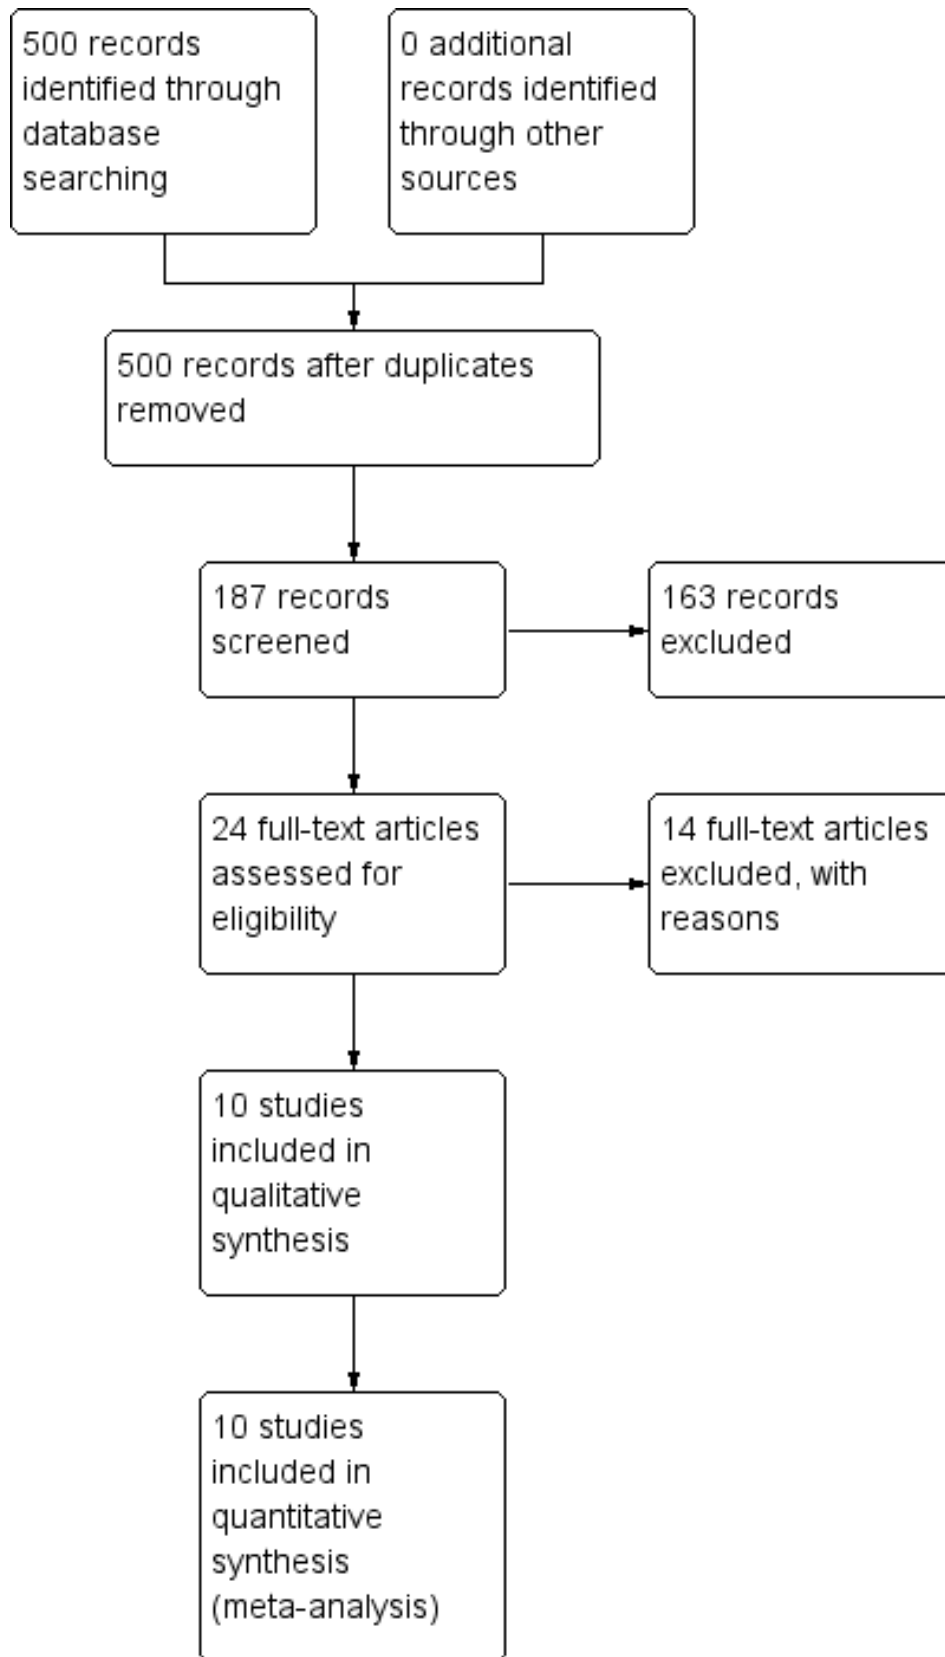 500 records
identified through
database
searching
0 additional
records identified
through other
sources
500 records after duplicates
removed
187 records
screened
163 records
excluded
24 full-text articles
assessed for
eligibility
14 full-text articles
excluded, with
reasons
10 studies
included in
qualitative
synthesis
10 studies
included in
quantitative
synthesis
(meta-analysis)